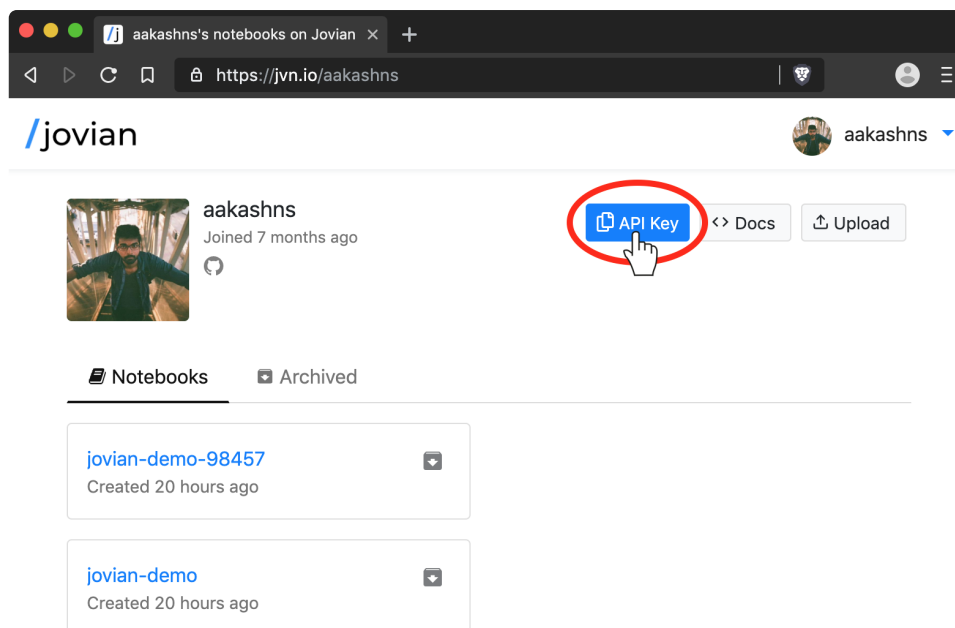 /j aakashns's notebooks on Jovian
https://jvn.io/aakashns
/jovian
aakashns
aakashns
Joined 7 months ago
API Key
<> Docs
Upload
Notebooks
Archived
jovian-demo-98457
Created 20 hours ago
jovian-demo
Created 20 hours ago